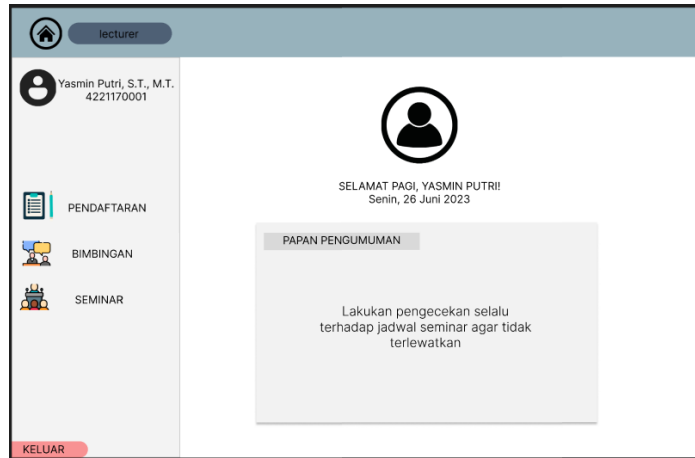 lecturer
Yasmin Putri, S.T., M.T.
4221170001
PENDAFTARAN
BIMBINGAN
SEMINAR
KELUAR
SELAMAT PAGI, YASMIN PUTRI!
Senin, 26 Juni 2023
PAPAN PENGUMUMAN
Lakukan pengecekan selalu
terhadap jadwal seminar agar tidak
terlewatkan